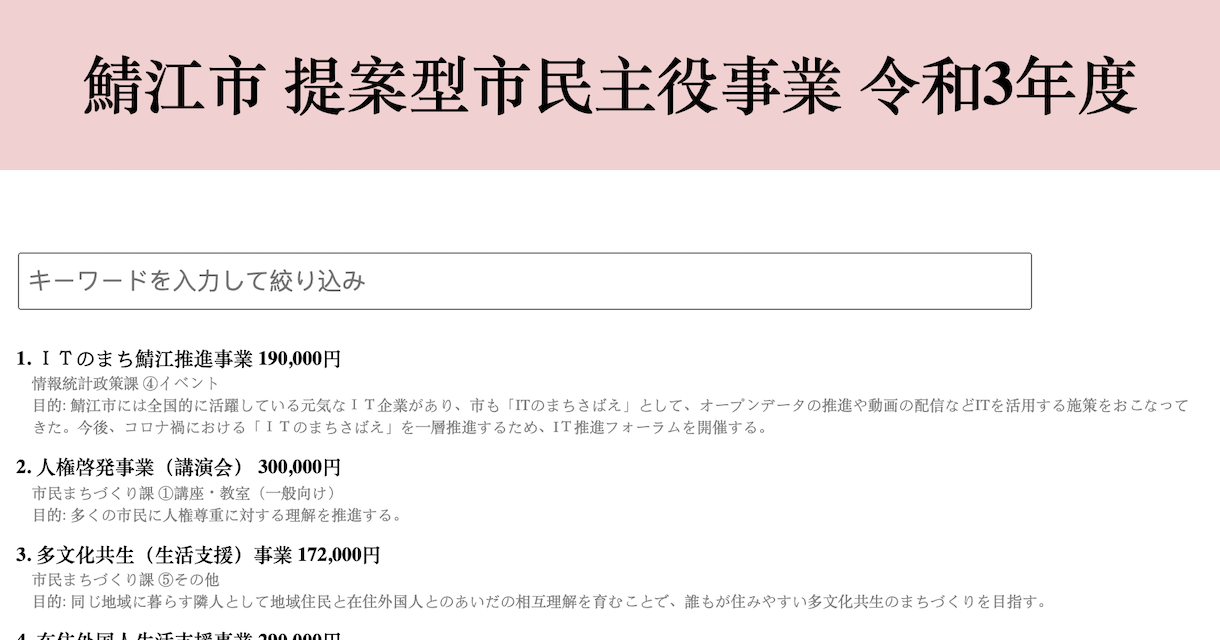 鯖江市 提案型市民主役事業 令和3年度
キーワードを入力して絞り込み
1. ＩＴのまち鯖江推進事業 190,000円
情報統計政策課 ④イベント
目的: 鯖江市には全国的に活躍している元気なＩＴ企業があり、市も「ITのまちさばえ」として、オープンデータの推進や動画の配信などITを活用する施策をおこなって
きた。今後、コロナ禍における「ＩＴのまちさばえ」を一層推進するため、IT推進フォーラムを開催する。
2. 人権啓発事業（講演会） 300,000円
市民まちづくり課 ①講座・教室（一般向け）
目的: 多くの市民に人権尊重に対する理解を推進する。
3. 多文化共生（生活支援）事業 172,000円
市民まちづくり課 ⑤その他
目的: 同じ地域に暮らす隣人として地域住民と在住外国人とのあいだの相互理解を育むことで、誰もが住みやすい多文化共生のまちづくりを目指す。
4. 在住外国人生活支援事業 290,000円